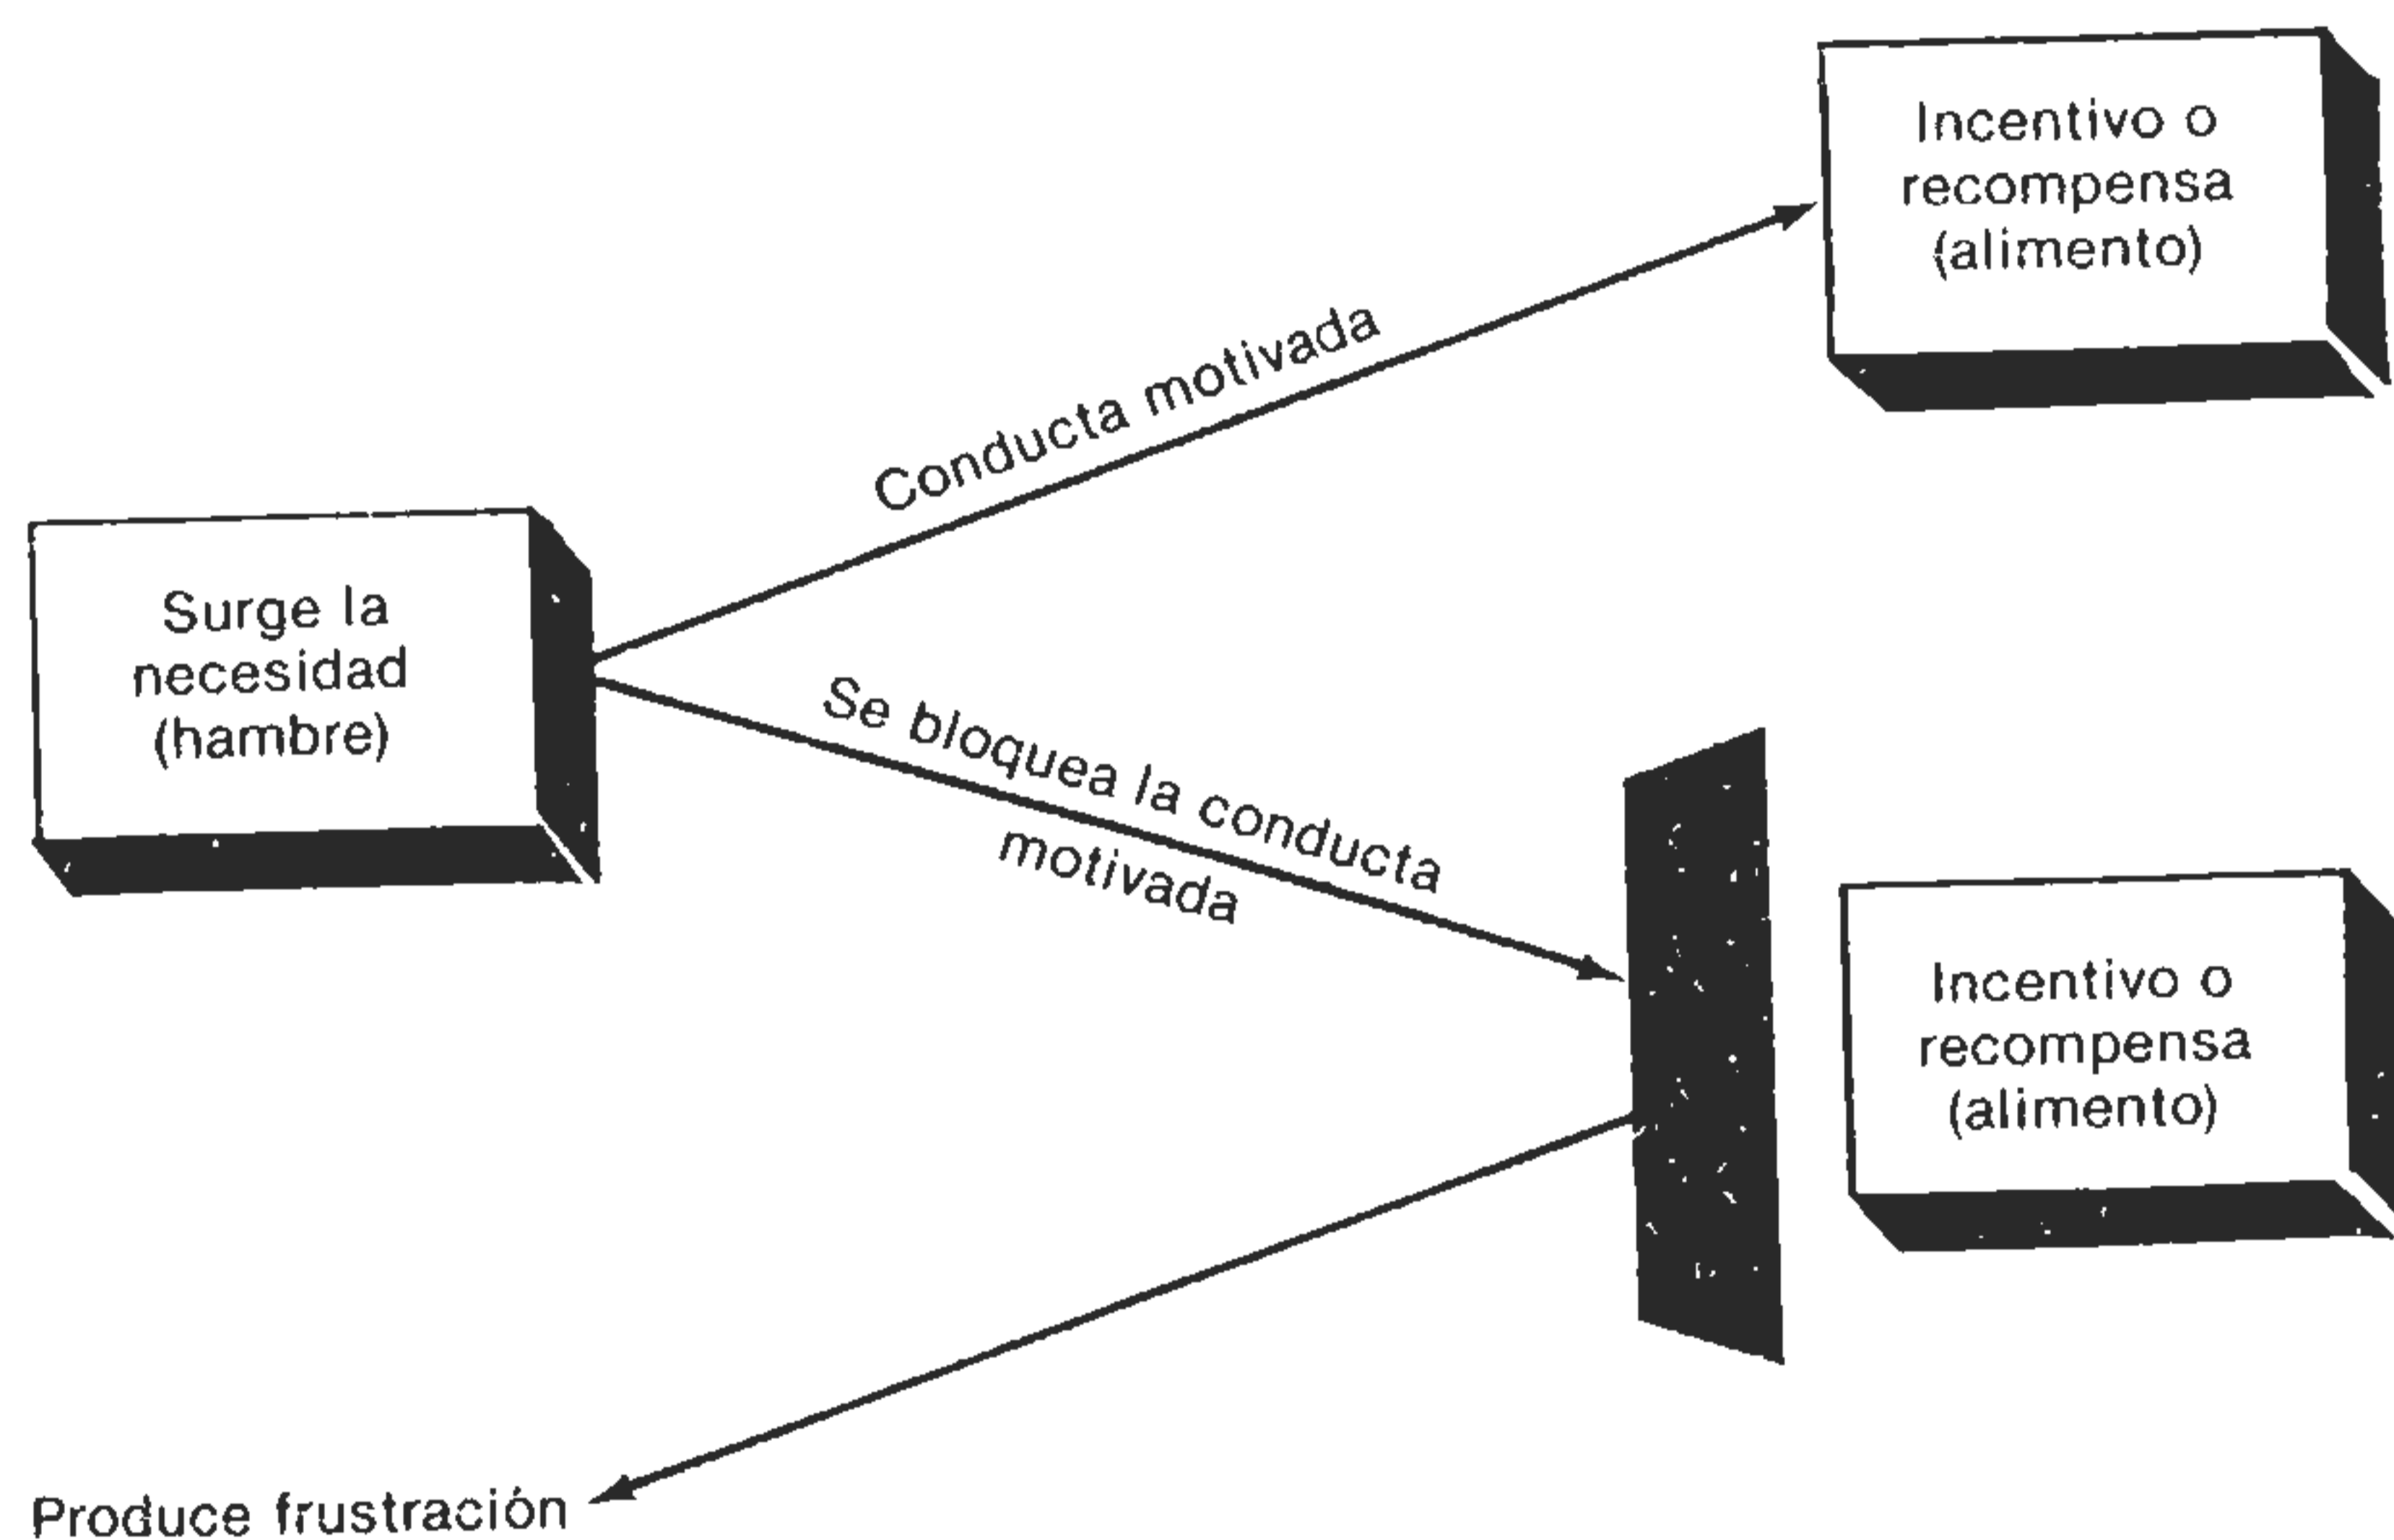 Incentivo o
recompensa
(alimento)
Conducta motivada
Surge la
necesidad
(hambre)
Se bloquea la conducta
motivada
Incentivo o
recompensa
(alimento)
Produce frustración